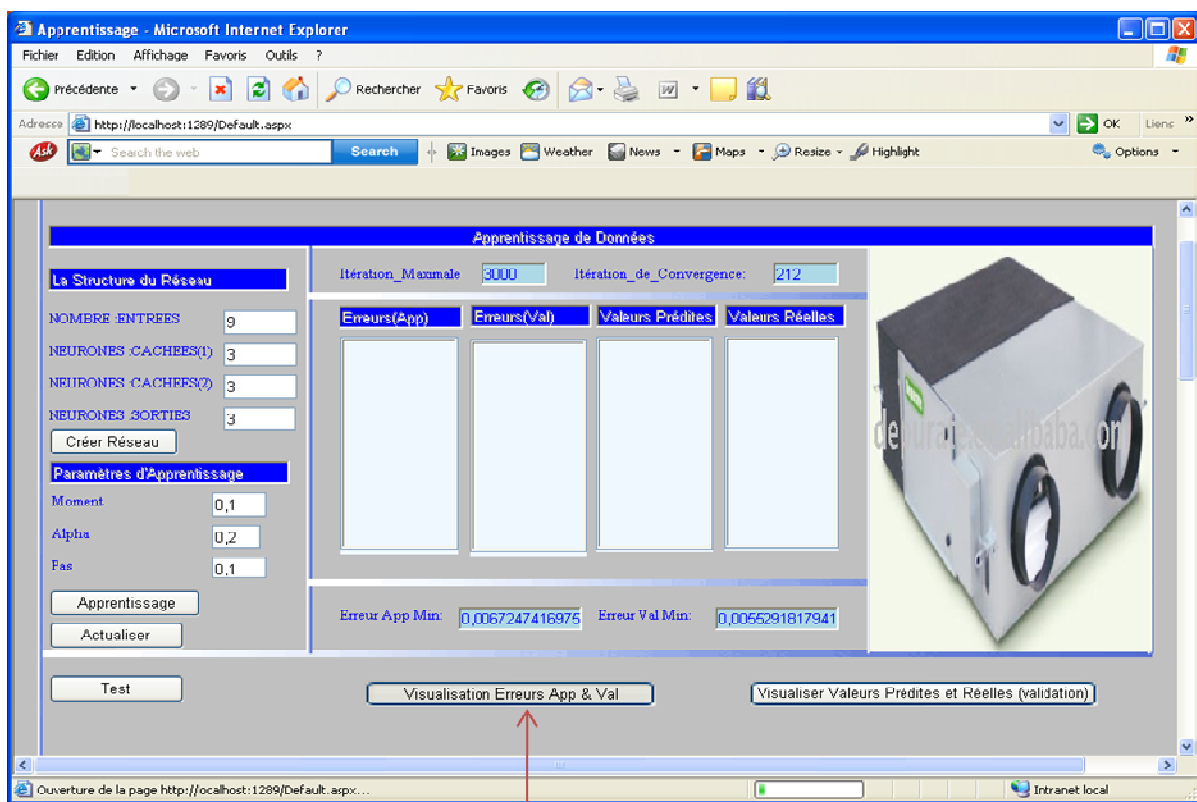 Apprentissage - Microsoft Internet Explorer
Fichier Edition Affichage Favoris Outils ?
Précédente Rechercher Favoris
Adresse http://localhost:1289/Default.aspx OK Liens »
Ask Search the web Search Images Weather News Maps Resize Highlight Options
Apprentissage de Données
La Structure du Réseau
Itération_Maximale 3000 Itération_de_Convergence: 212
NOMBRE :ENTREES 9
NEURONES :CACHEES(1) 3
NEURONES :CACHEES(2) 3
NEURONES :SORTIES 3
Créer Réseau
Erreurs(App) Erreurs(Val) Valeurs Prédites Valeurs Réelles
Paramètres d'Apprentissage
Moment 0,1
Alpha 0,2
Pas 0,1
Apprentissage
Actualiser
Erreur App Min: 0,0067247416975 Erreur Val Min: 0,0055291817941
Test
Visualisation Erreurs App & Val
Visualiser Valeurs Prédites et Réelles (validation)
Ouverture de la page http://localhost:1289/Default.aspx... Intranet local